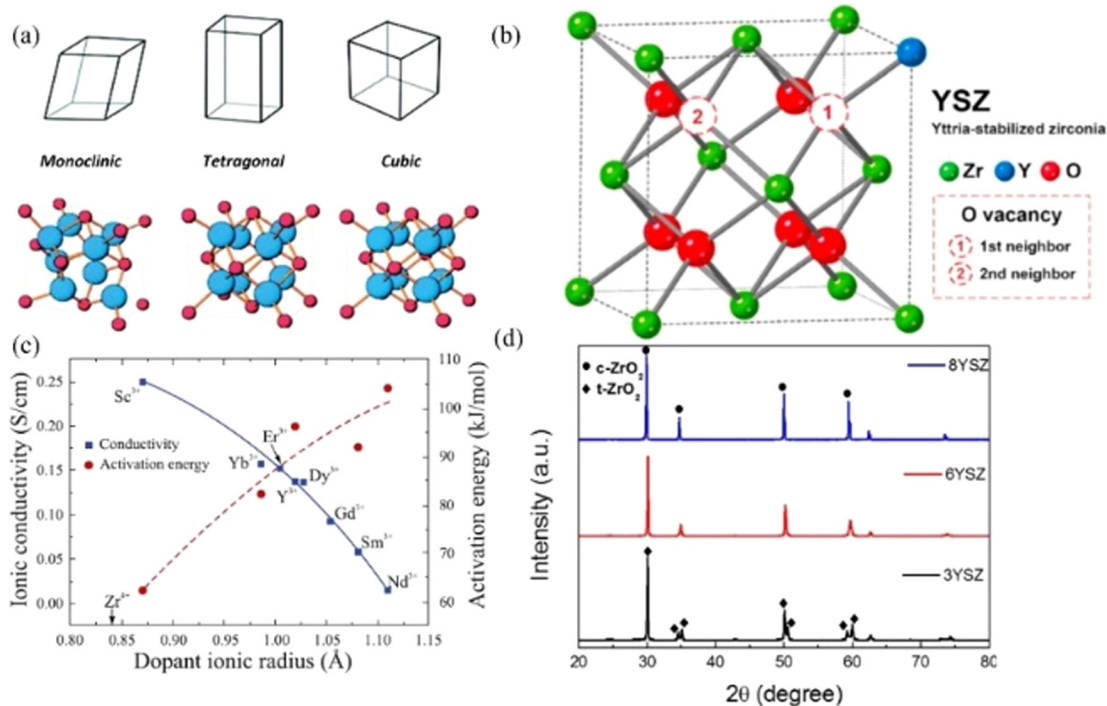 (a)
Monoclinic
Tetragonal
Cubic
(b)
1
2
YSZ
Yttria-stabilized zirconia
Zr Y O
O vacancy
1 1st neighbor
2 2nd neighbor
(c)
Ionic conductivity (S/cm)
0.25
0.20
0.15
0.10
0.05
0.00
Sc³⁺
Conductivity
Activation energy
Yb³⁺
Er³⁺
Y³⁺
Dy³⁺
Gd³⁺
Sm³⁺
Nd³⁺
Zr⁴⁺
110
100
90
80
70
60
Activation energy (kJ/mol)
0.80 0.85 0.90 0.95 1.00 1.05 1.10 1.15
Dopant ionic radius (Å)
(d)
Intensity (a.u.)
c-ZrO₂
t-ZrO₂
8YSZ
6YSZ
3YSZ
20 30 40 50 60 70 80
2θ (degree)